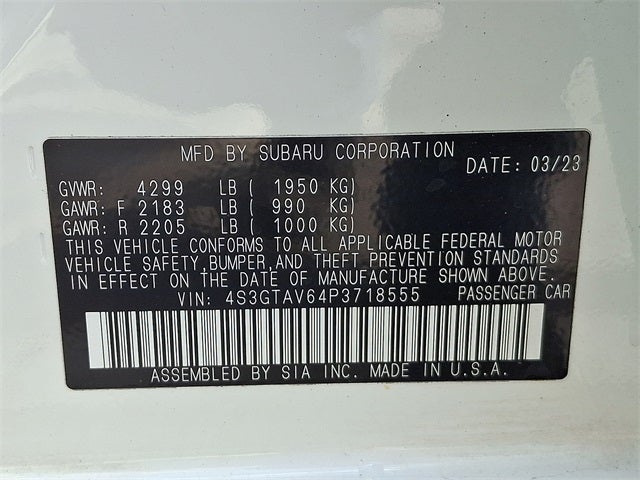 MFD BY SUBARU CORPORATION
DATE: 03/23
GVWR: 4299 LB ( 1950 KG)
GAWR: F 2183 LB ( 990 KG)
GAWR: R 2205 LB ( 1000 KG)
THIS VEHICLE CONFORMS TO ALL APPLICABLE FEDERAL MOTOR
VEHICLE SAFETY,BUMPER,AND THEFT PREVENTION STANDARDS
IN EFFECT ON THE DATE OF MANUFACTURE SHOWN ABOVE.
VIN: 4S3GTAV64P3718555 PASSENGER CAR
ASSEMBLED BY SIA INC. MADE IN U.S.A.